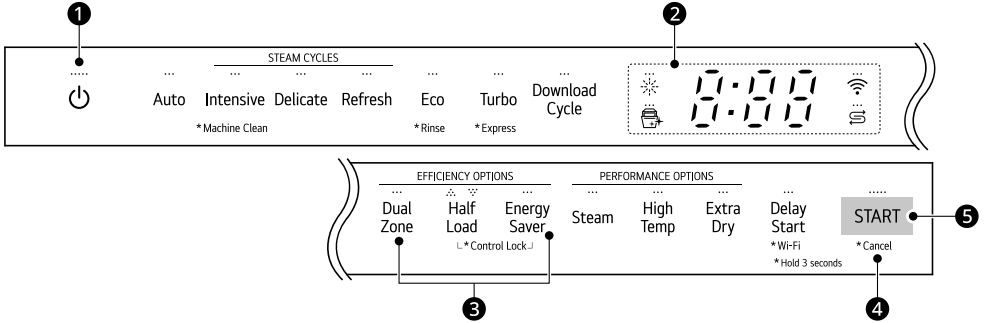 1
2
STEAM CYCLES
Auto Intensive Delicate Refresh Eco Turbo Download Cycle
8:88
*Machine Clean *Rinse *Express
EFFICIENCY OPTIONS PERFORMANCE OPTIONS
Dual Zone Half Load Energy Saver Steam High Temp Extra Dry Delay Start START
5
*Control Lock *Wi-Fi *Cancel
*Hold 3 seconds
3
4